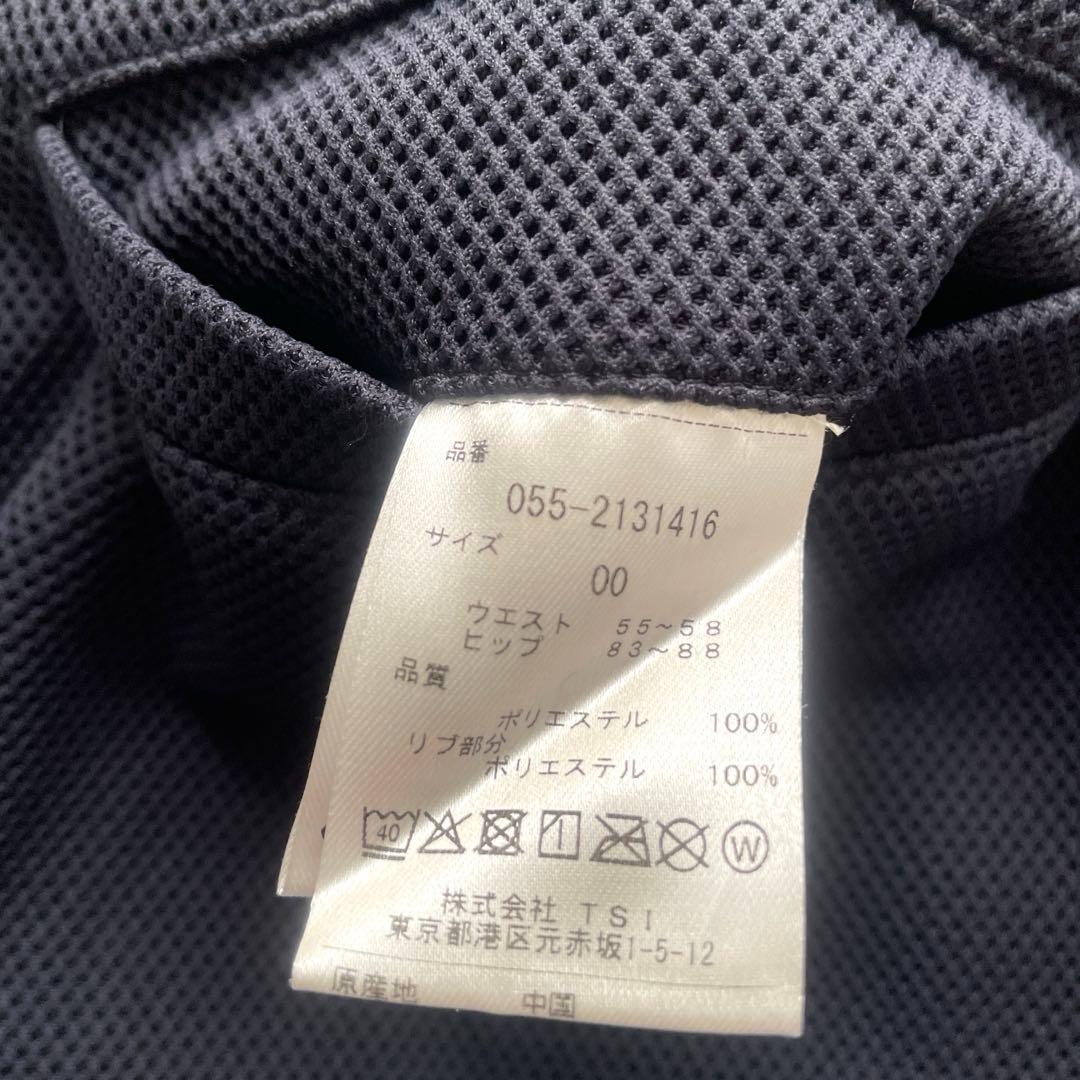 品番
055-2131416
サイズ
00
ウエスト 55~58
ヒップ 83~88
品質
ポリエステル 100%
リブ部分
ポリエステル 100%
40 W
株式会社 TSI
東京都港区元赤坂1-5-12
原産地 中国